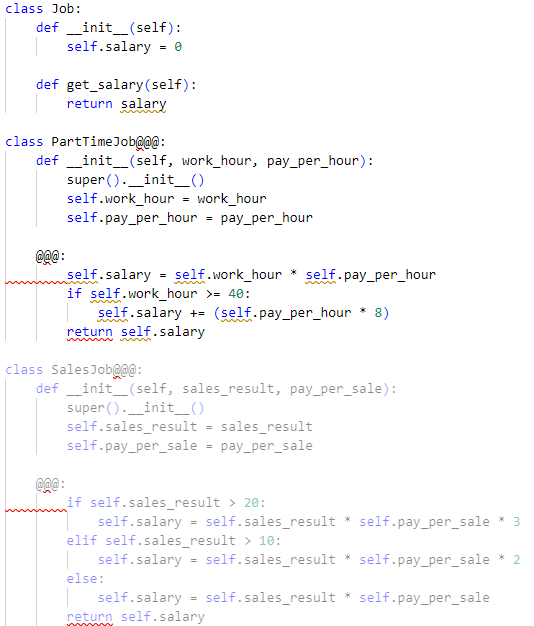 class Job:
    def __init__(self):
        self.salary = 0

    def get_salary(self):
        return salary

class PartTimeJob@@@:
    def __init__(self, work_hour, pay_per_hour):
        super().__init__()
        self.work_hour = work_hour
        self.pay_per_hour = pay_per_hour

    @@@:
        self.salary = self.work_hour * self.pay_per_hour
        if self.work_hour >= 40:
            self.salary += (self.pay_per_hour * 8)
        return self.salary

class SalesJob@@@:
    def __init__(self, sales_result, pay_per_sale):
        super().__init__()
        self.sales_result = sales_result
        self.pay_per_sale = pay_per_sale

    @@@:
        if self.sales_result > 20:
            self.salary = self.sales_result * self.pay_per_sale * 3
        elif self.sales_result > 10:
            self.salary = self.sales_result * self.pay_per_sale * 2
        else:
            self.salary = self.sales_result * self.pay_per_sale
        return self.salary